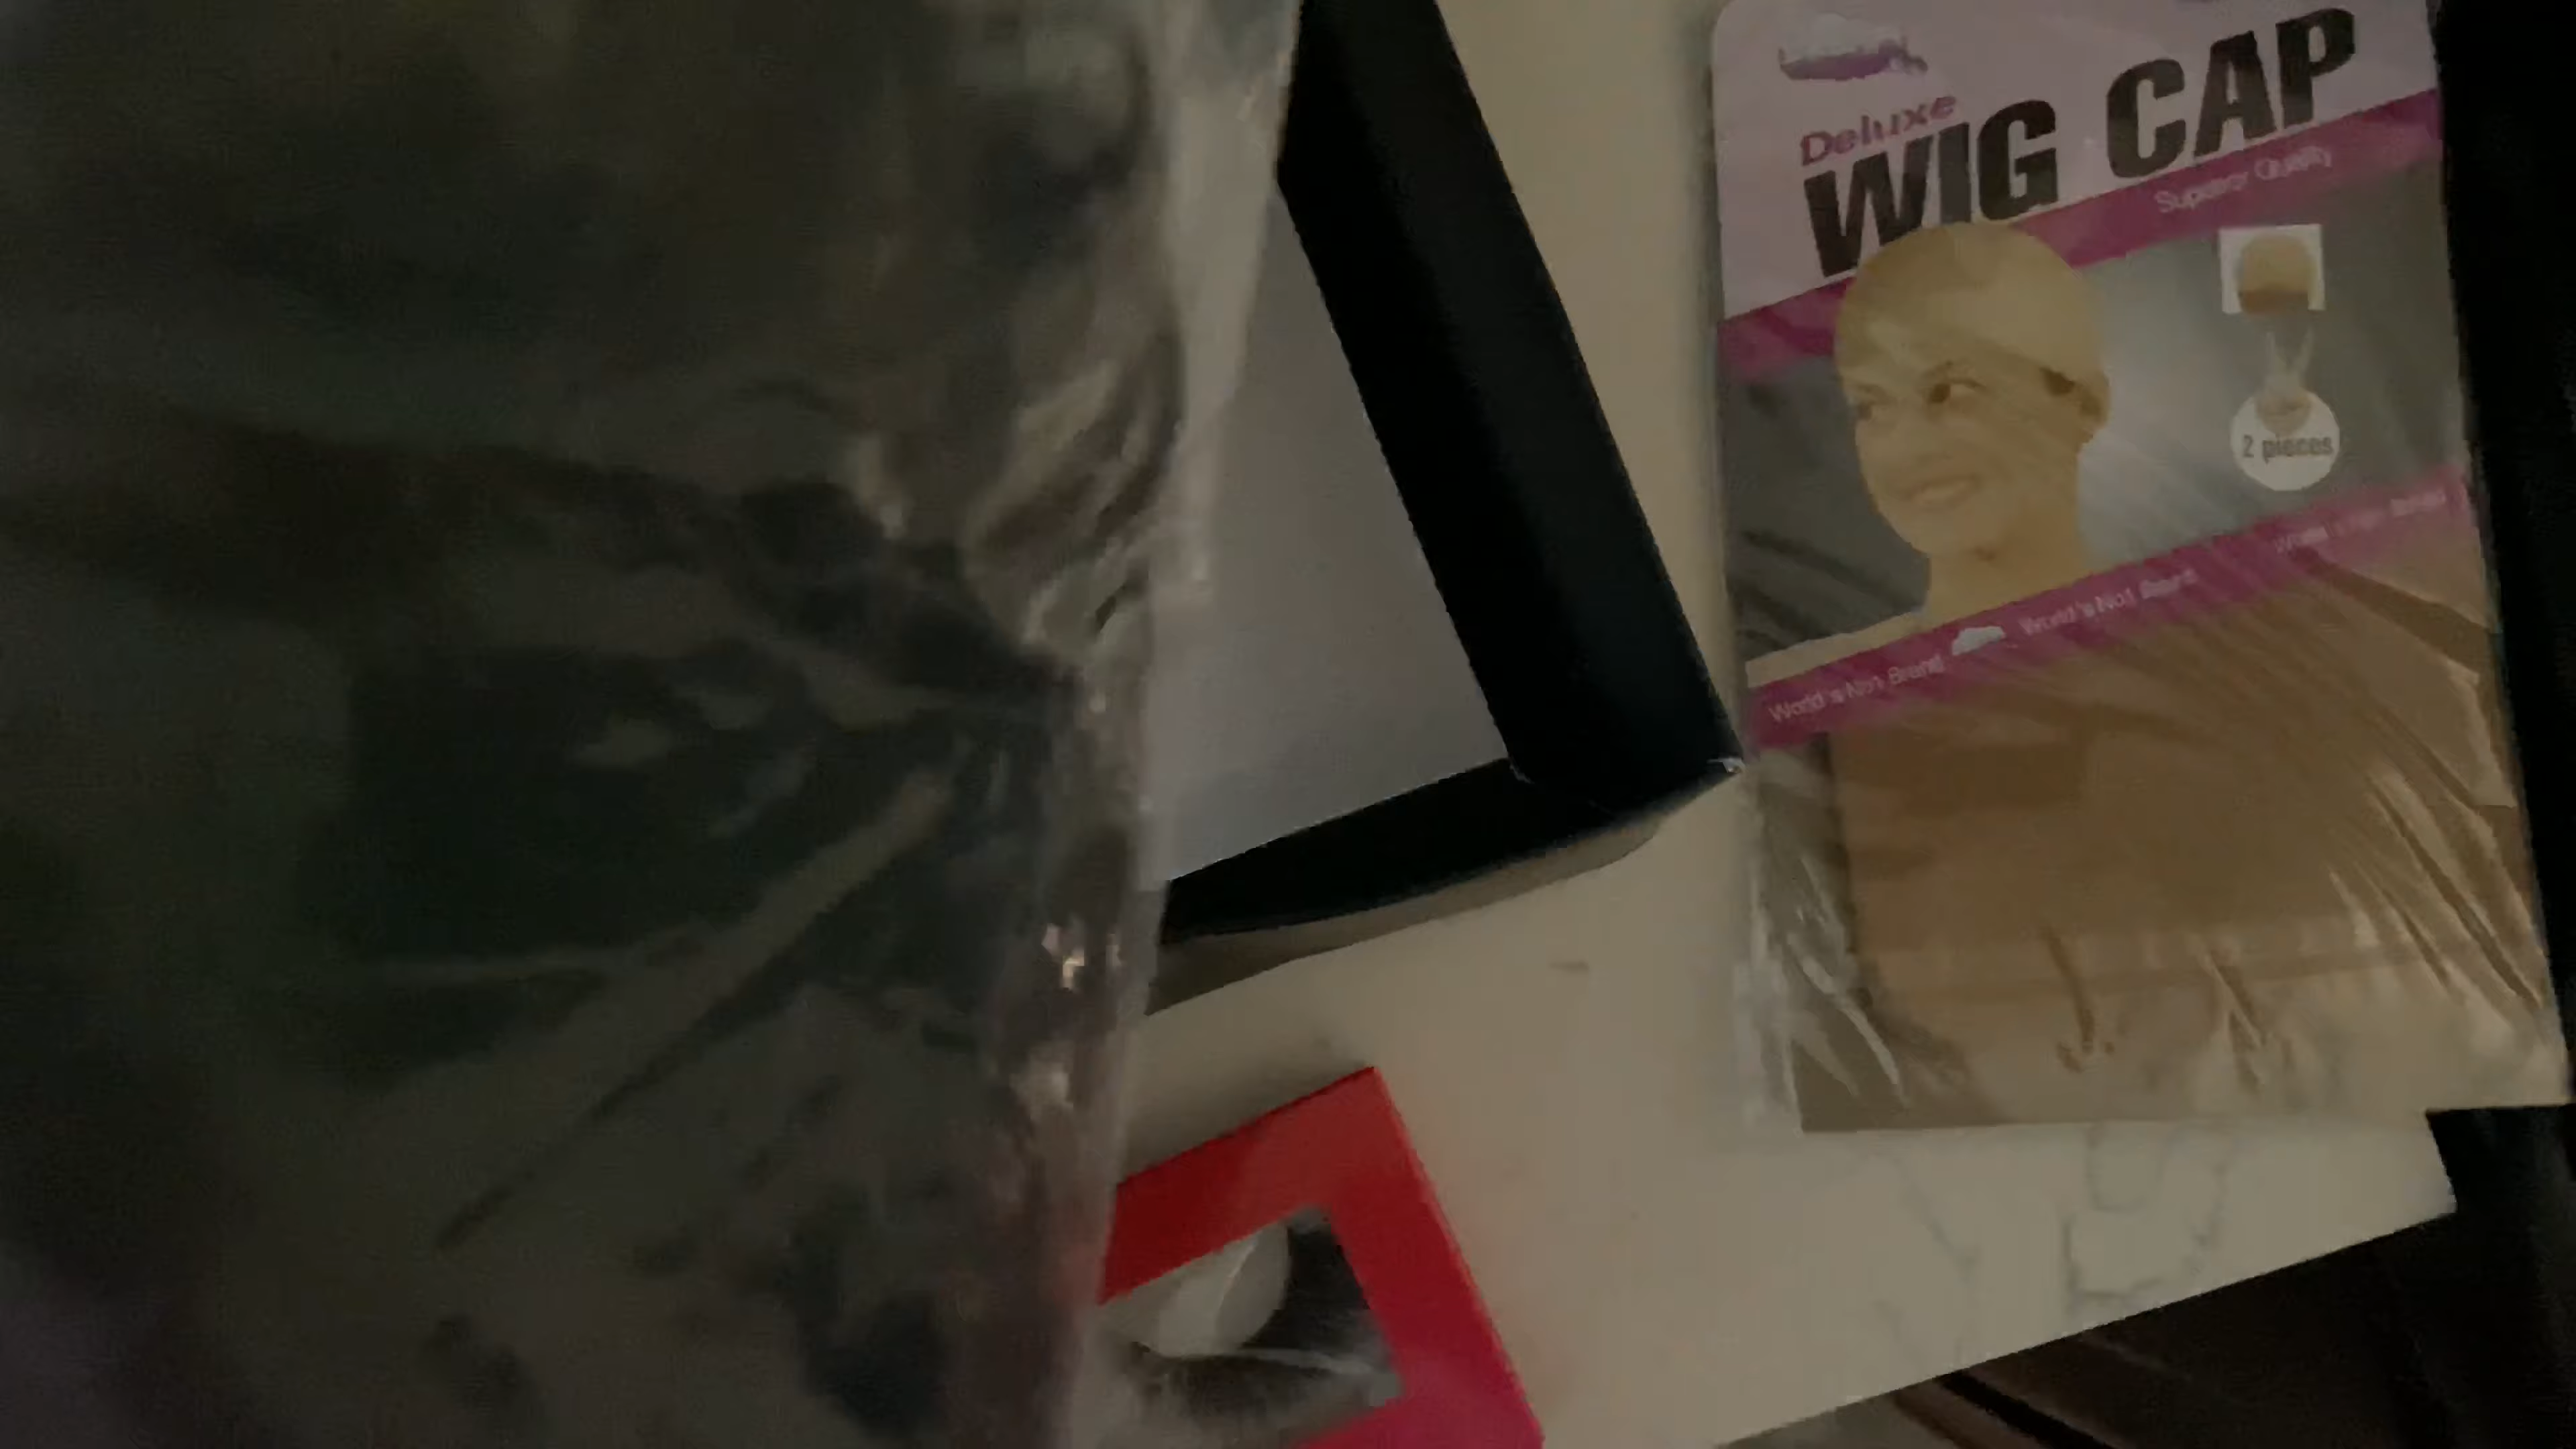 Deluxe
WIG CAP
Superior Quality
2 pieces
World's No1 Brand World's No1 Brand